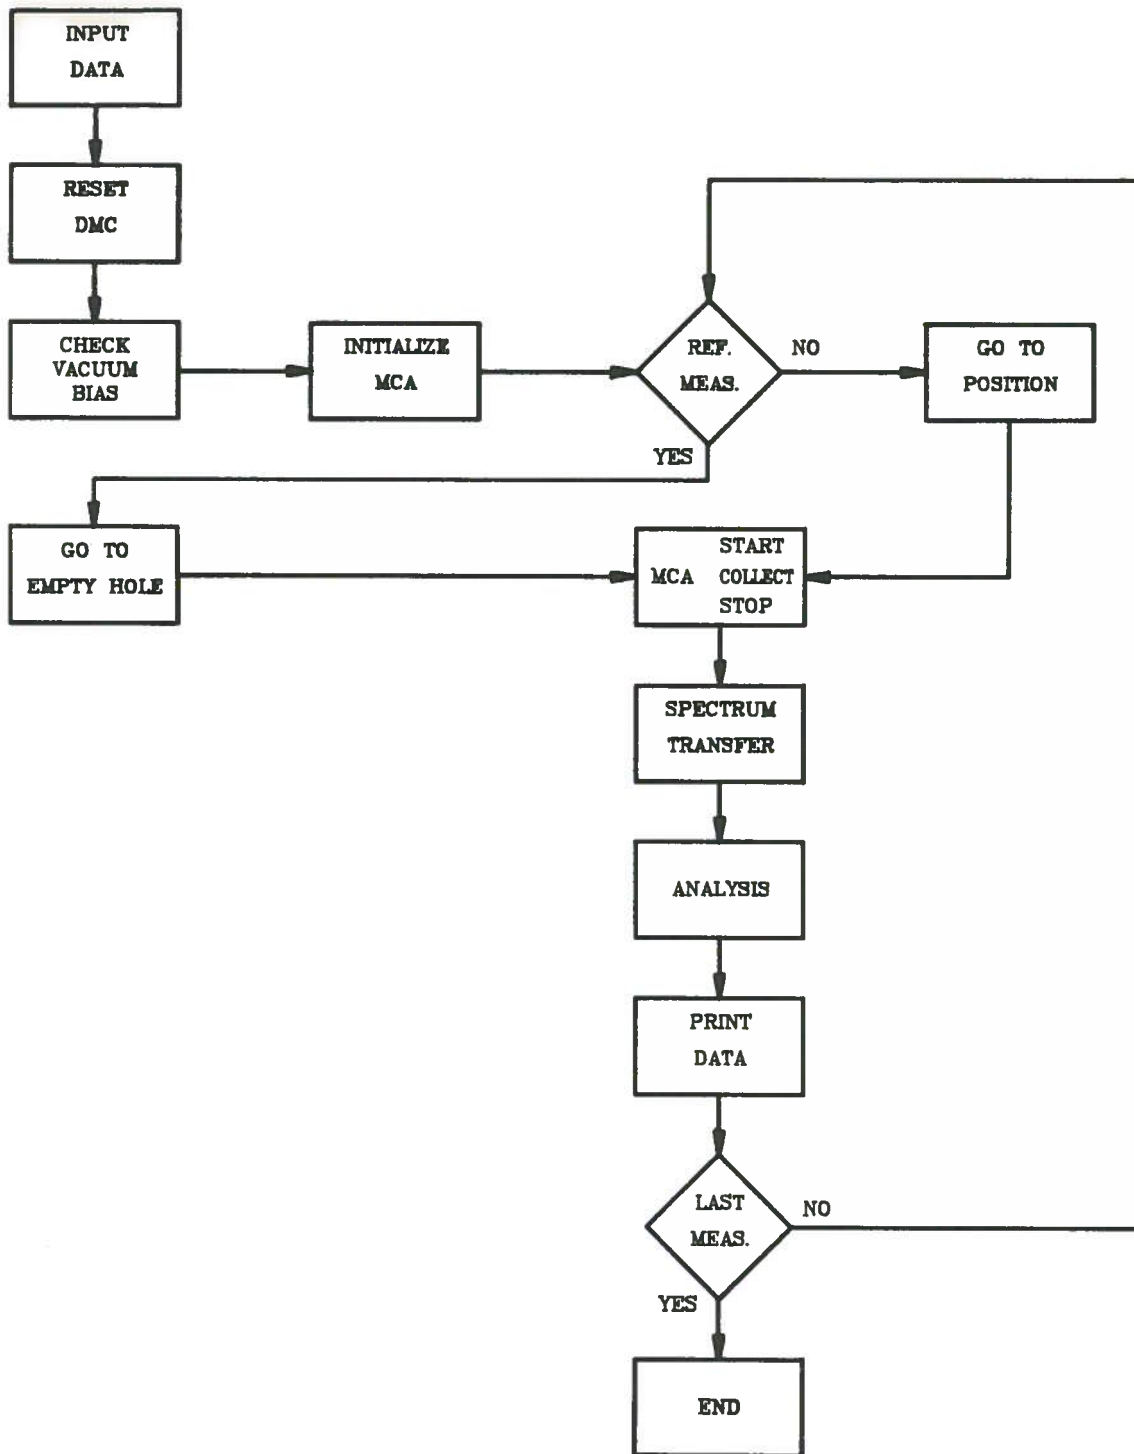 INPUT
DATA
RESET
DMC
CHECK
VACUUM
BIAS
INITIALIZE
MCA
REF.
MEAS.
NO
GO TO
POSITION
YES
GO TO
EMPTY HOLE
START
MCA COLLECT
STOP
SPECTRUM
TRANSFER
ANALYSIS
PRINT
DATA
LAST
MEAS.
NO
YES
END